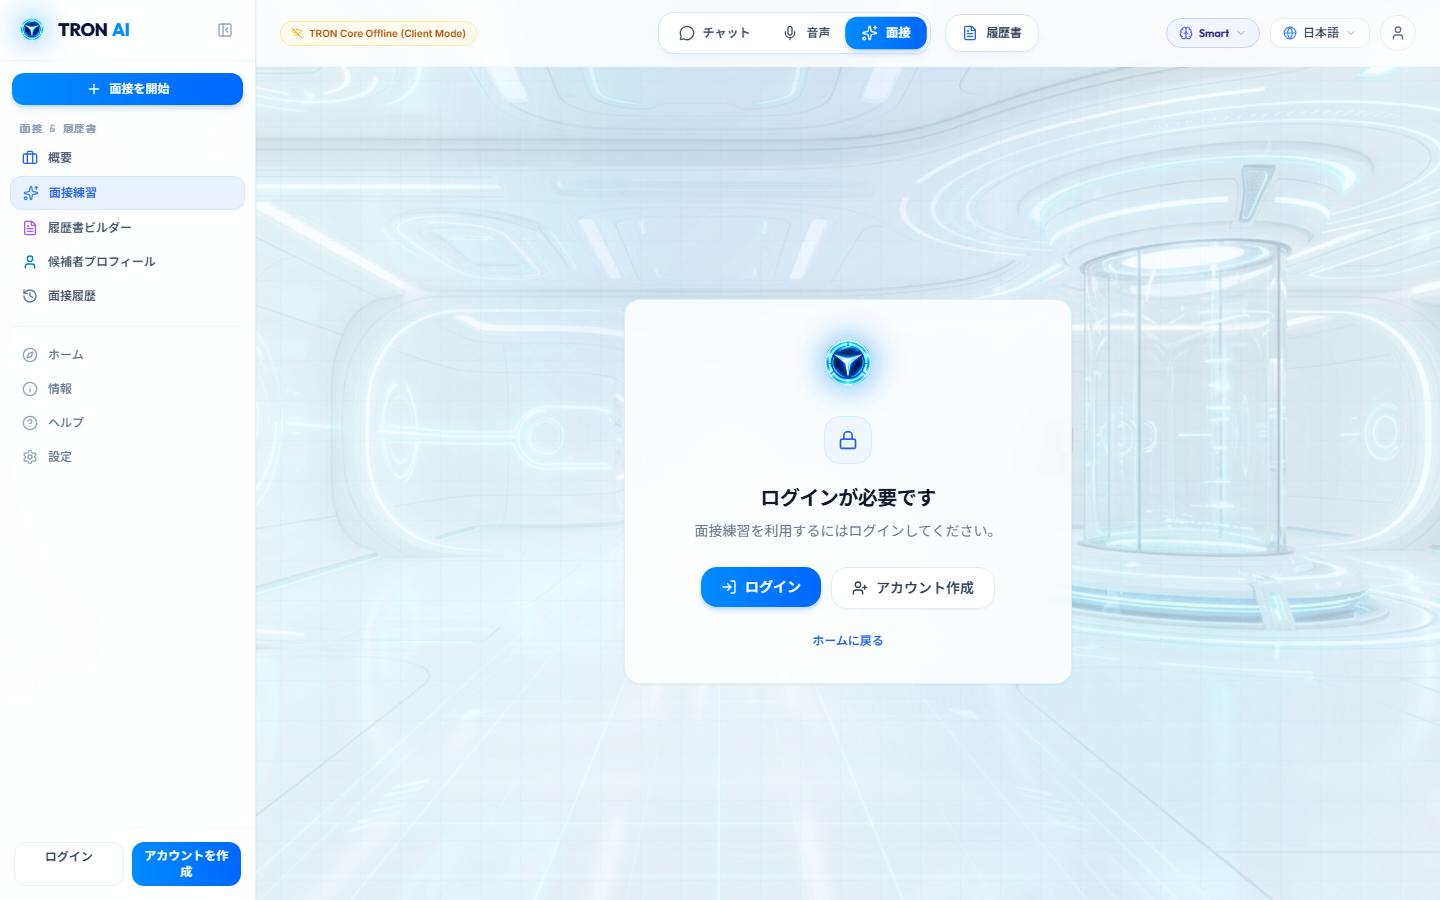 TRON AI
面接を開始
面接 & 履歴書
概要
面接練習
履歴書ビルダー
候補者プロフィール
面接履歴
ホーム
情報
ヘルプ
設定
ログイン
アカウントを作
成
TRON Core Offline (Client Mode)
チャット
音声
面接
履歴書
Smart
日本語
ログインが必要です
面接練習を利用するにはログインしてください。
ログイン
アカウント作成
ホームに戻る